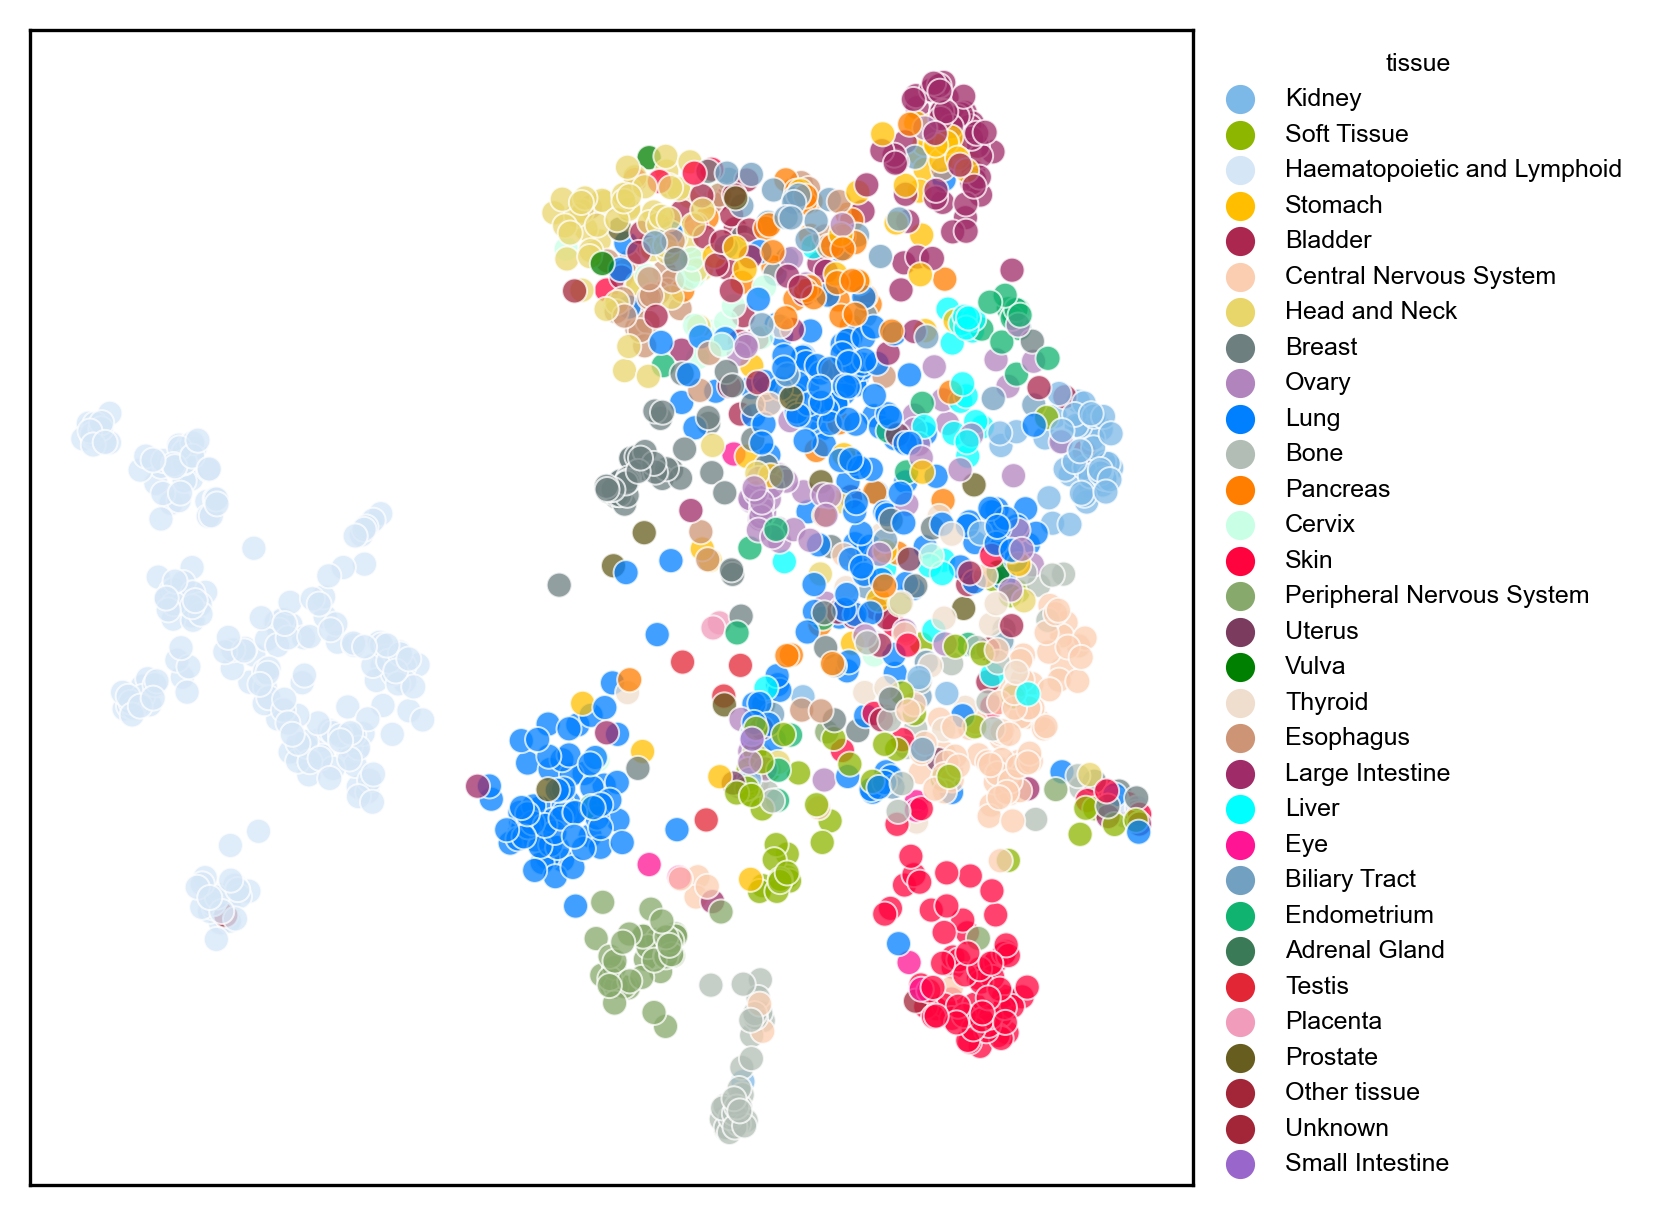 tissue
Kidney
Soft Tissue
Haematopoietic and Lymphoid
Stomach
Bladder
Central Nervous System
Head and Neck
Breast
Ovary
Lung
Bone
Pancreas
Cervix
Skin
Peripheral Nervous System
Uterus
Vulva
Thyroid
Esophagus
Large Intestine
Liver
Eye
Biliary Tract
Endometrium
Adrenal Gland
Testis
Placenta
Prostate
Other tissue
Unknown
Small Intestine